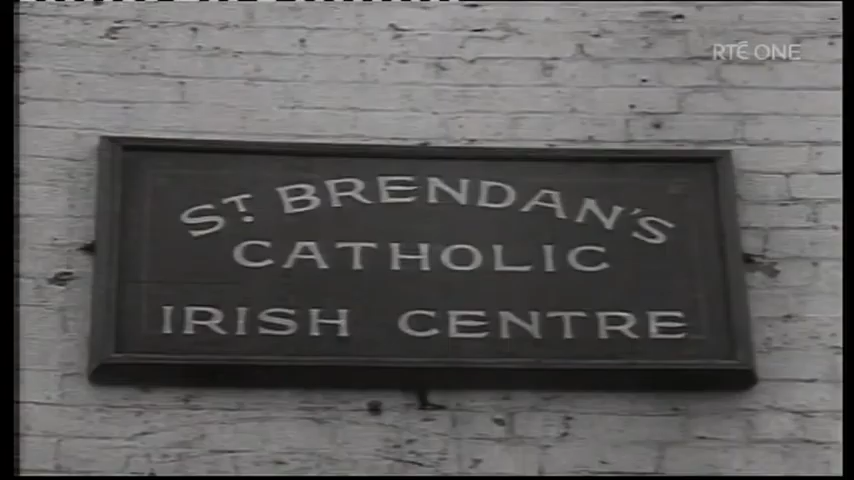 RTÉ ONE
ST BRENDAN'S
CATHOLIC
IRISH CENTRE